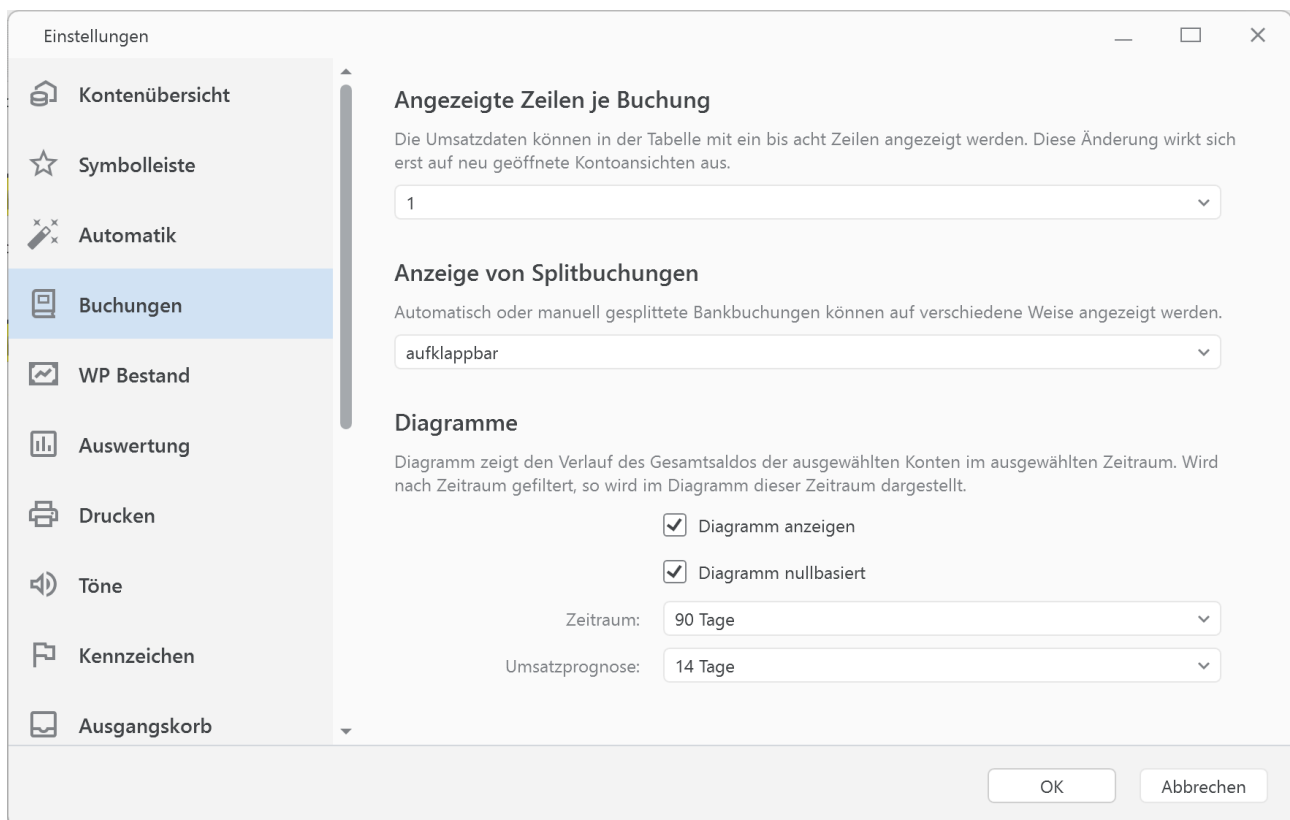 Einstellungen
Kontenübersicht
Symbolleiste
Automatik
Buchungen
WP Bestand
Auswertung
Drucken
Töne
Kennzeichen
Ausgangskorb
Angezeigte Zeilen je Buchung
Die Umsatzdaten können in der Tabelle mit ein bis acht Zeilen angezeigt werden. Diese Änderung wirkt sich
erst auf neu geöffnete Kontoansichten aus.
1
Anzeige von Splitbuchungen
Automatisch oder manuell gesplittete Bankbuchungen können auf verschiedene Weise angezeigt werden.
aufklappbar
Diagramme
Diagramm zeigt den Verlauf des Gesamtsaldos der ausgewählten Konten im ausgewählten Zeitraum. Wird
nach Zeitraum gefiltert, so wird im Diagramm dieser Zeitraum dargestellt.
Diagramm anzeigen
Diagramm nullbasiert
Zeitraum: 90 Tage
Umsatzprognose: 14 Tage
OK Abbrechen